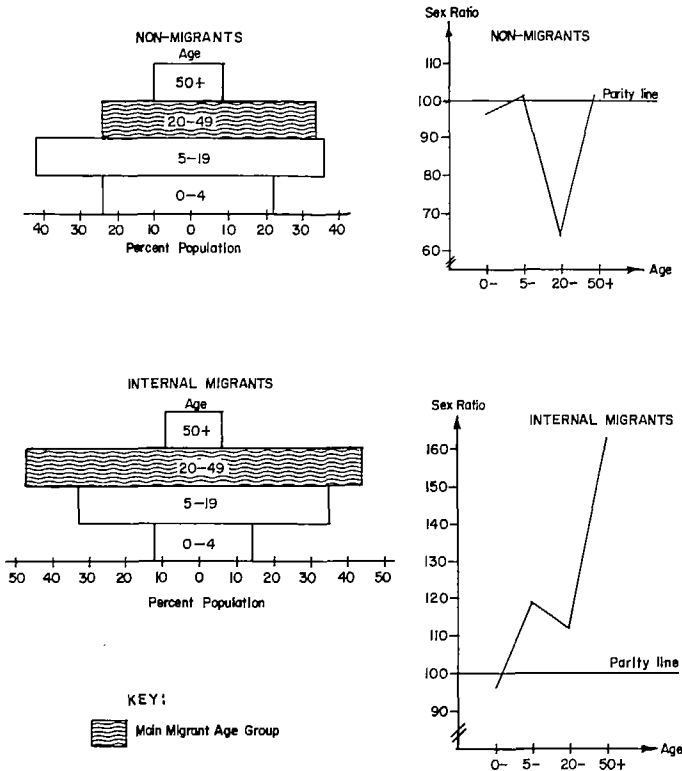 NON-MIGRANTS
Age
50+
20-49
5-19
0-4
40 30 20 10 0 10 20 30 40
Percent Population
Sex Ratio
NON-MIGRANTS
110
Parity line
100
90
80
70
60
0- 5- 20- 50+ Age
INTERNAL MIGRANTS
Age
50+
20-49
5-19
0-4
50 40 30 20 10 0 10 20 30 40 50
Percent Population
Sex Ratio
INTERNAL MIGRANTS
160
150
140
130
120
110
100
Parity line
90
0- 5- 20- 50+ Age
KEY:
Main Migrant Age Group